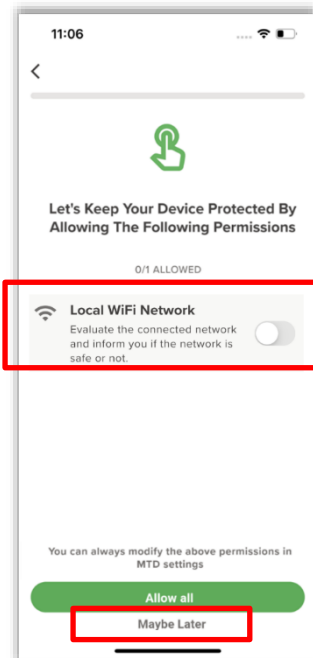 11:06
Let's Keep Your Device Protected By
Allowing The Following Permissions
0/1 ALLOWED
Local WiFi Network
Evaluate the connected network
and inform you if the network is
safe or not.
You can always modify the above permissions in
MTD settings
Allow all
Maybe Later